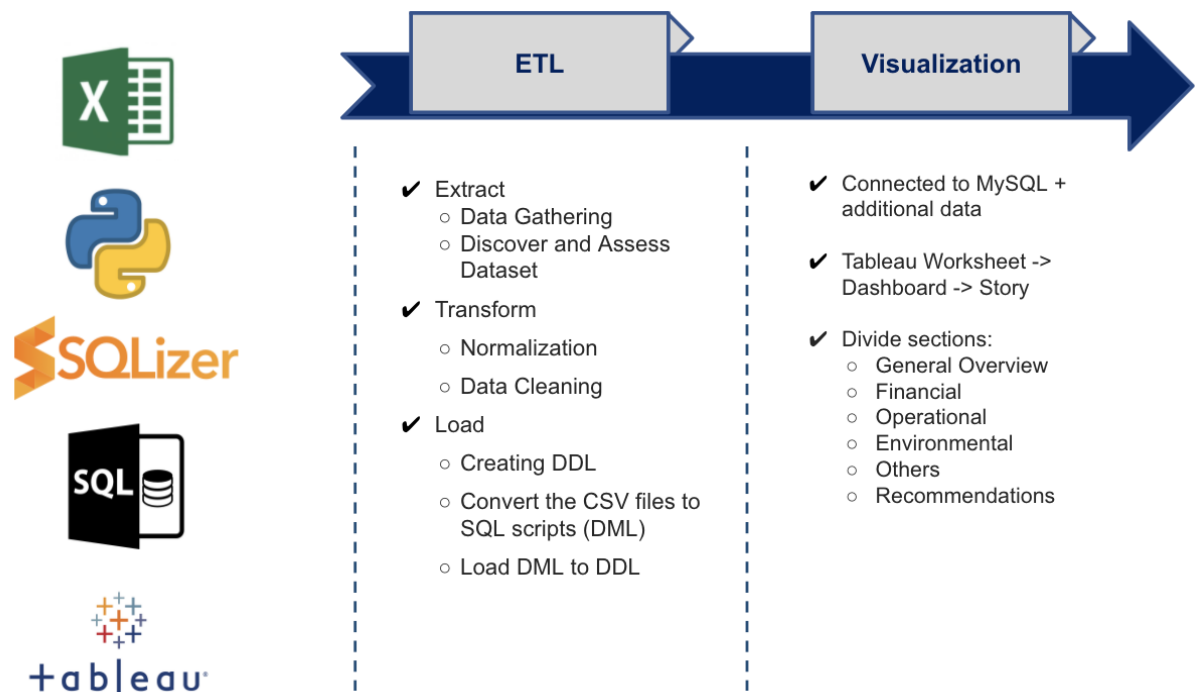 X
SQLizer
SQL
+ableau
ETL
Visualization
✔ Extract
○ Data Gathering
○ Discover and Assess
Dataset
✔ Transform
○ Normalization
○ Data Cleaning
✔ Load
○ Creating DDL
○ Convert the CSV files to
SQL scripts (DML)
○ Load DML to DDL
✔ Connected to MySQL +
additional data
✔ Tableau Worksheet ->
Dashboard -> Story
✔ Divide sections:
○ General Overview
○ Financial
○ Operational
○ Environmental
○ Others
○ Recommendations